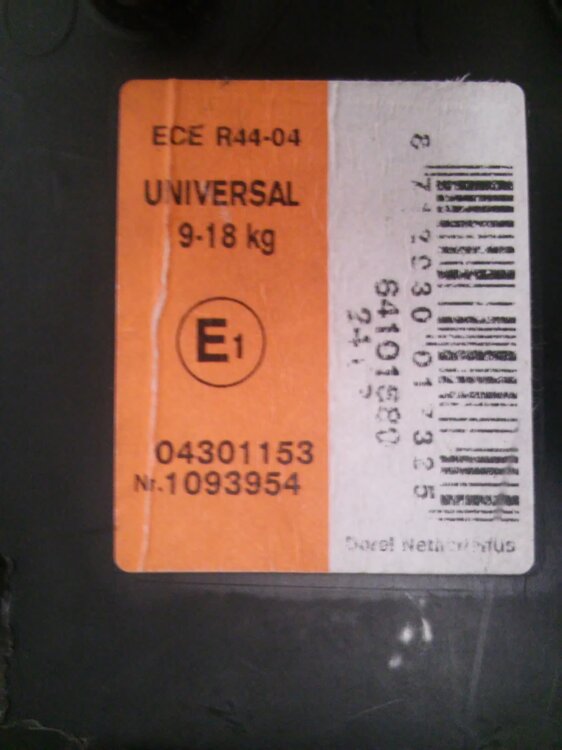 ECE R44-04
UNIVERSAL
9-18 kg
E1
04301153
Nr.1093954
64101580
Dorel Netherlands